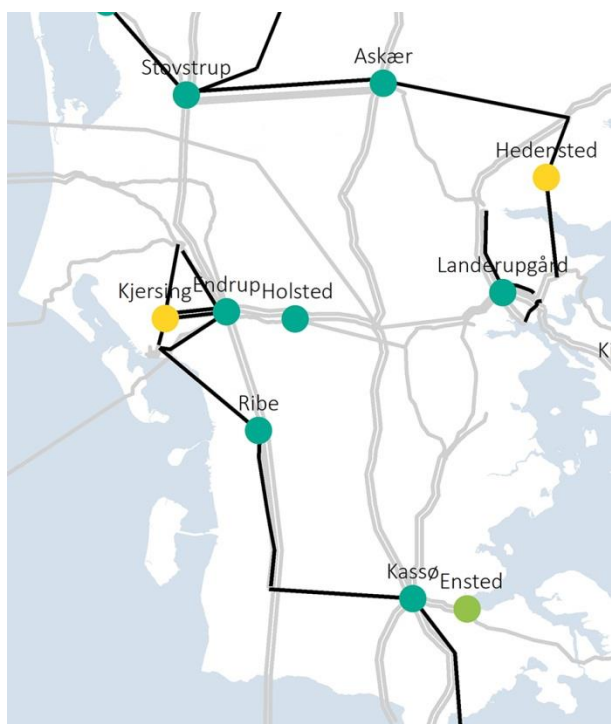 Askær
Stovstrup
Hedensted
Landerupgård
Endrup
Holsted
Kjersing
Ribe
Kassø
Ensted